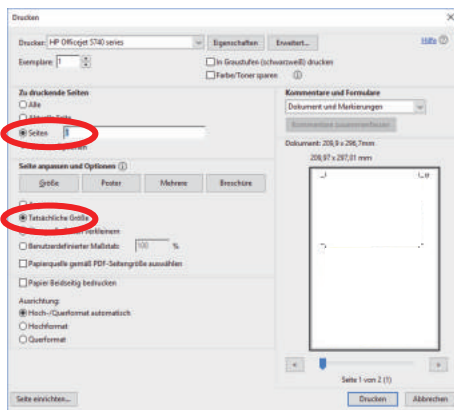 Drucken
Drucker: HP Officejet 5740 series
Eigenschaften
Erweitert...
Hilfe
Exemplare: 1
In Graustufen (schwarzweiß) drucken
Farbe/Toner sparen
Zu druckende Seiten
Alle
Seiten 1
Kommentare und Formulare
Dokument und Markierungen
Kommentare zusammenfassen
Dokument: 209,9 x 296,7mm
209,97 x 297,01 mm
Seite anpassen und Optionen
Größe
Poster
Mehrere
Broschüre
Tatsächliche Größe
Benutzerdefinierter Maßstab: 100 %
Papierquelle gemäß PDF-Seitengröße auswählen
Papier Beidseitig bedrucken
Ausrichtung:
Hoch-/Querformat automatisch
Hochformat
Querformat
<
>
Seite 1 von 2 (1)
Seite einrichten...
Drucken
Abbrechen